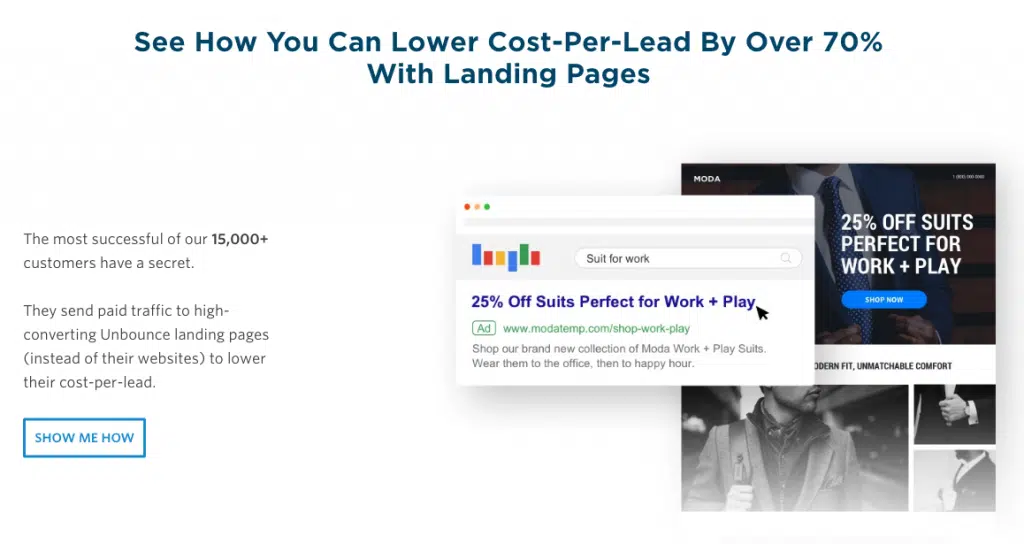 See How You Can Lower Cost-Per-Lead By Over 70%
With Landing Pages
The most successful of our 15,000+
customers have a secret.
They send paid traffic to high-
converting Unbounce landing pages
(instead of their websites) to lower
their cost-per-lead.
SHOW ME HOW
Suit for work
25% Off Suits Perfect for Work + Play
Ad www.modatemp.com/shop-work-play
Shop our brand new collection of Moda Work + Play Suits.
Wear them to the office, then to happy hour.
MODA
25% OFF SUITS
PERFECT FOR
WORK + PLAY
SHOP NOW
FIT, UNMATCHABLE COMFORT